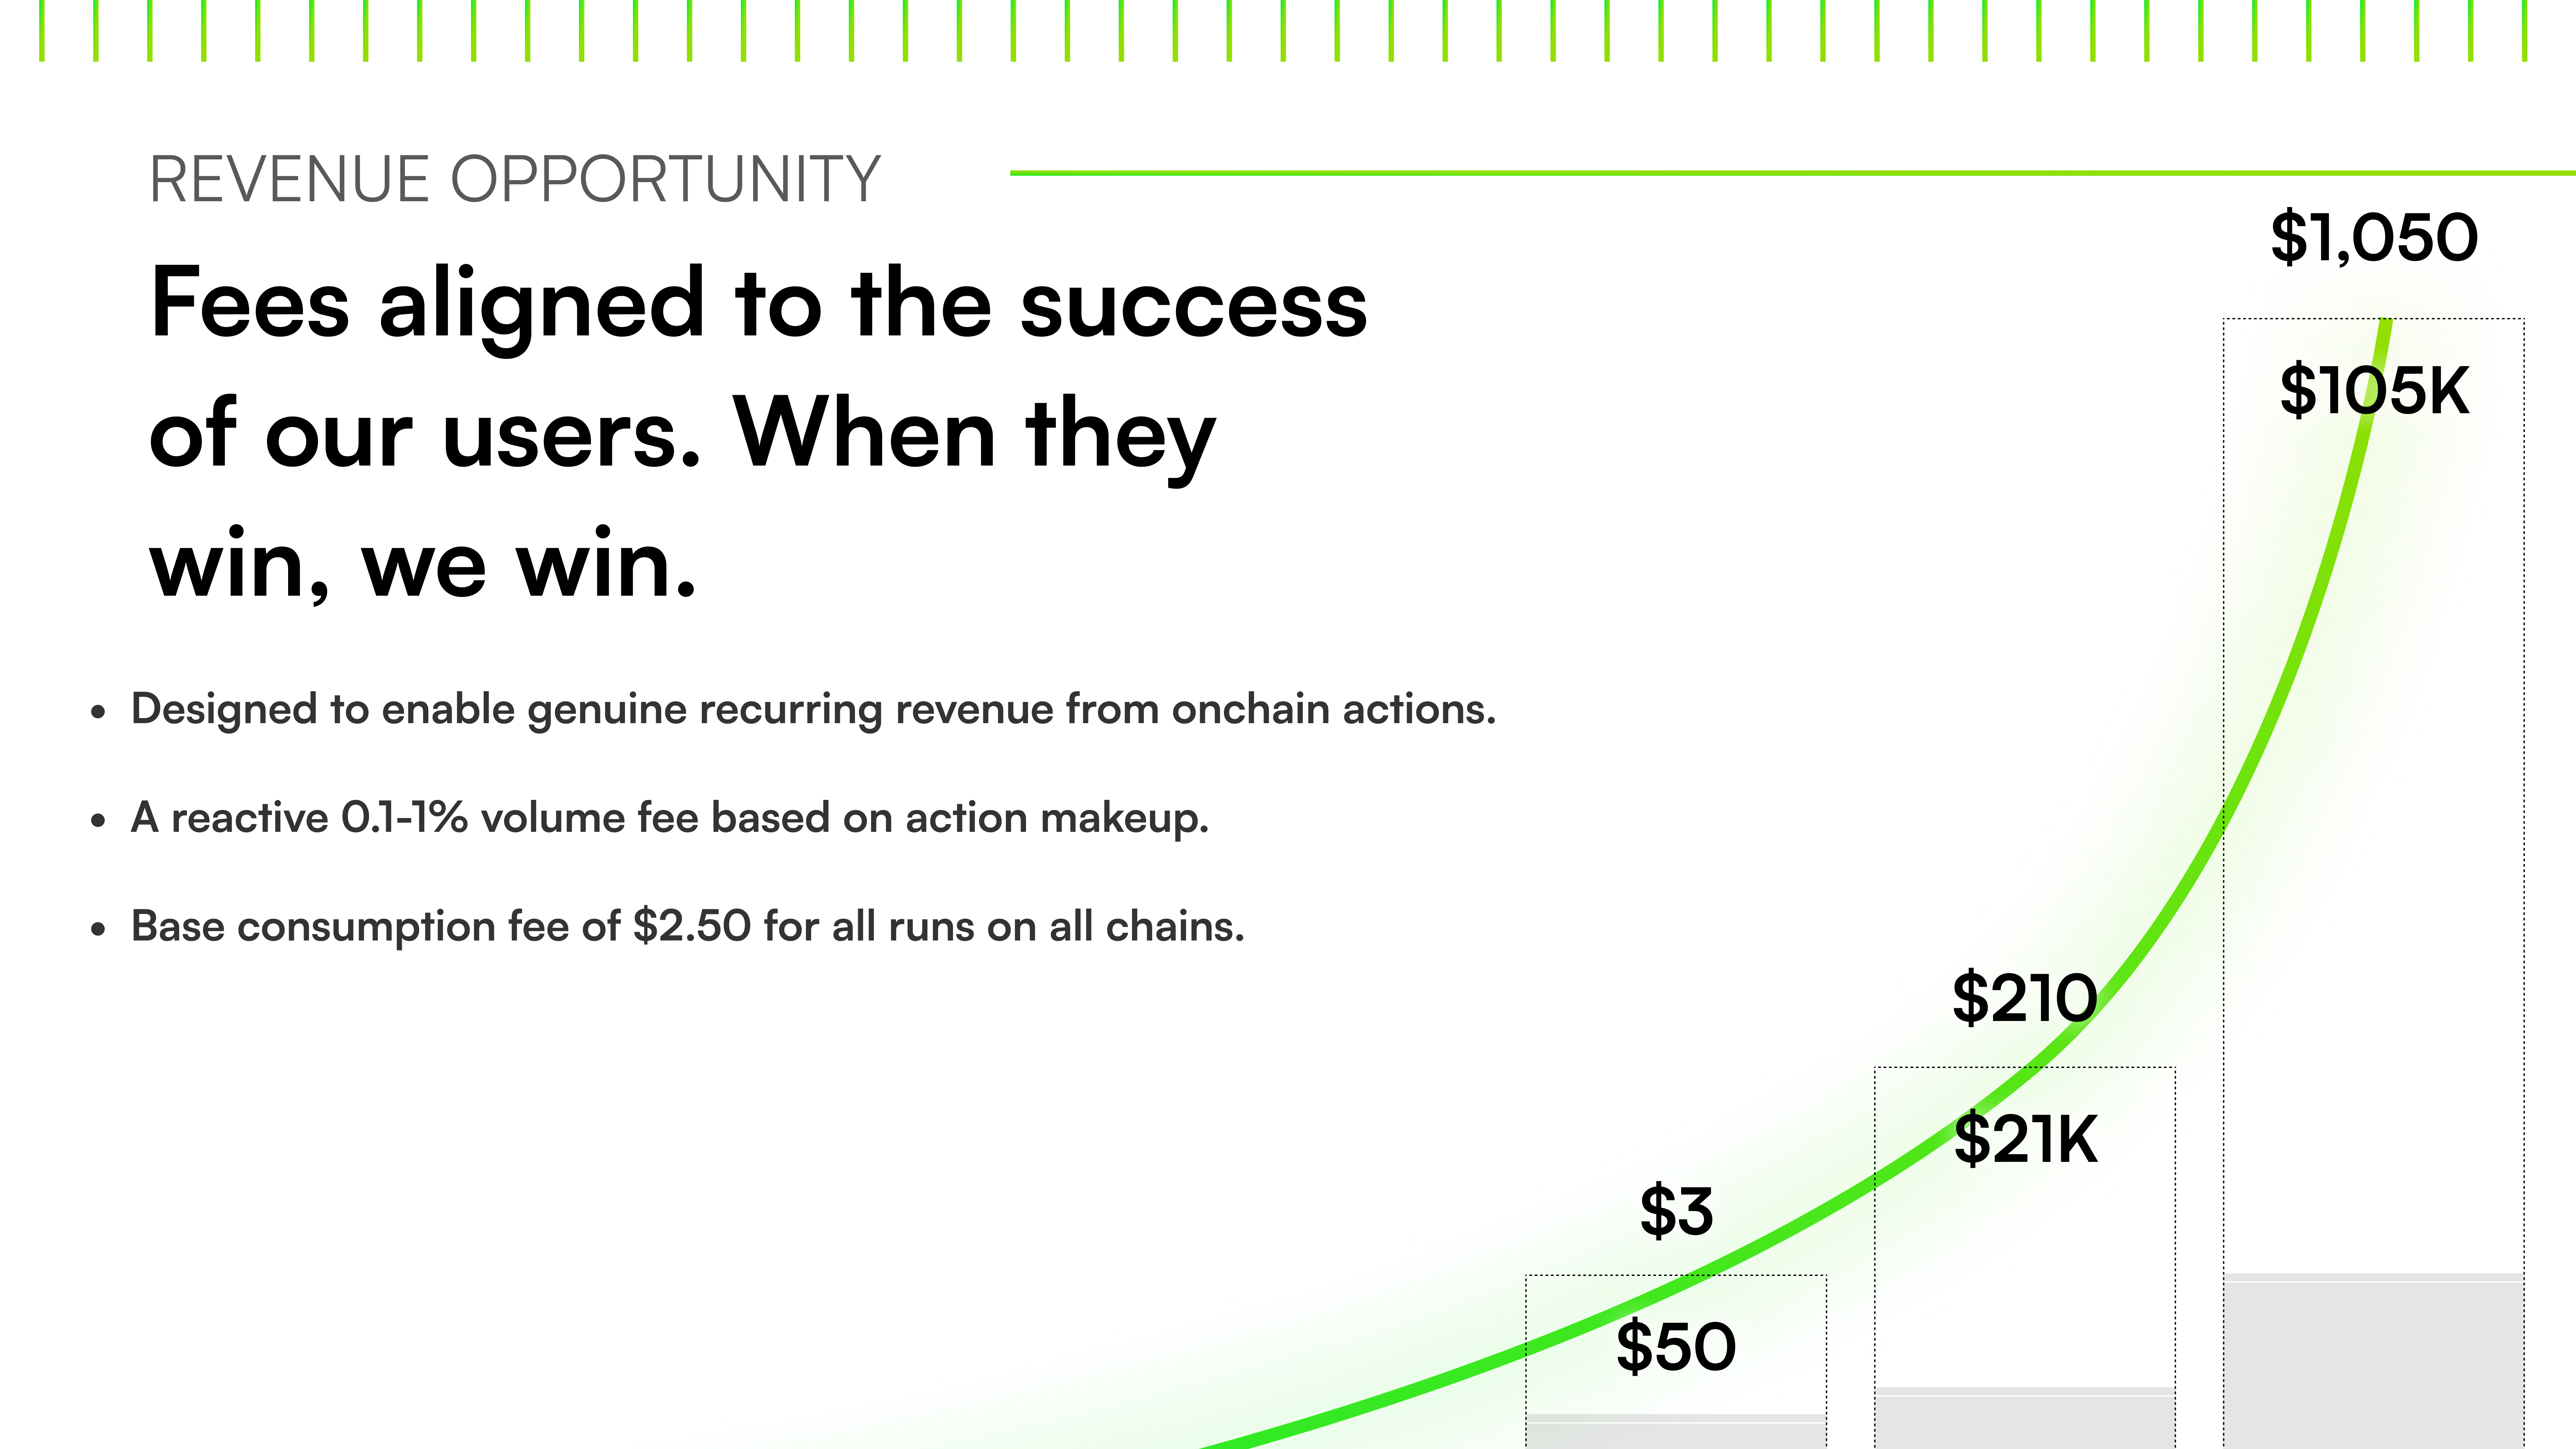 REVENUE OPPORTUNITY
Fees aligned to the success
of our users. When they
win, we win.
• Designed to enable genuine recurring revenue from onchain actions.
• A reactive 0.1-1% volume fee based on action makeup.
• Base consumption fee of $2.50 for all runs on all chains.
$3
$50
$210
$21K
$1,050
$105K